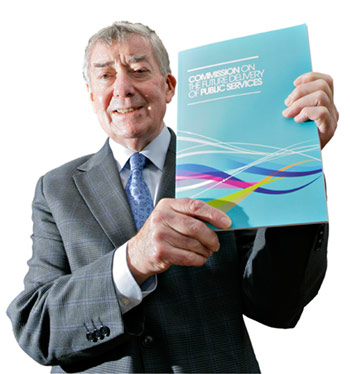 COMMISSION ON
THE FUTURE DELIVERY
OF PUBLIC SERVICES